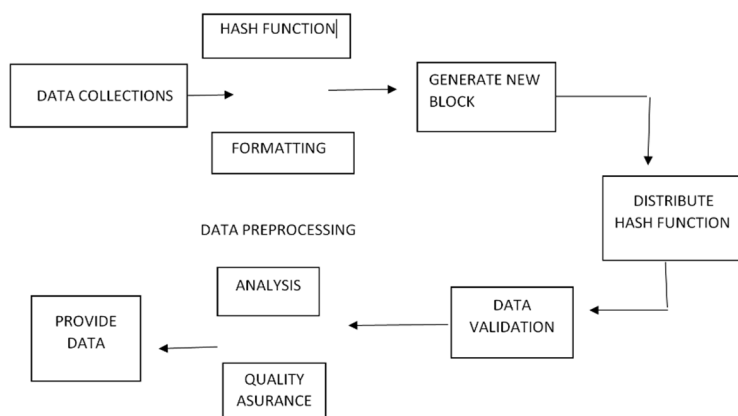 HASH FUNCTION
DATA COLLECTIONS
GENERATE NEW
BLOCK
FORMATTING
DISTRIBUTE
HASH FUNCTION
DATA PREPROCESSING
ANALYSIS
DATA
VALIDATION
PROVIDE
DATA
QUALITY
ASURANCE